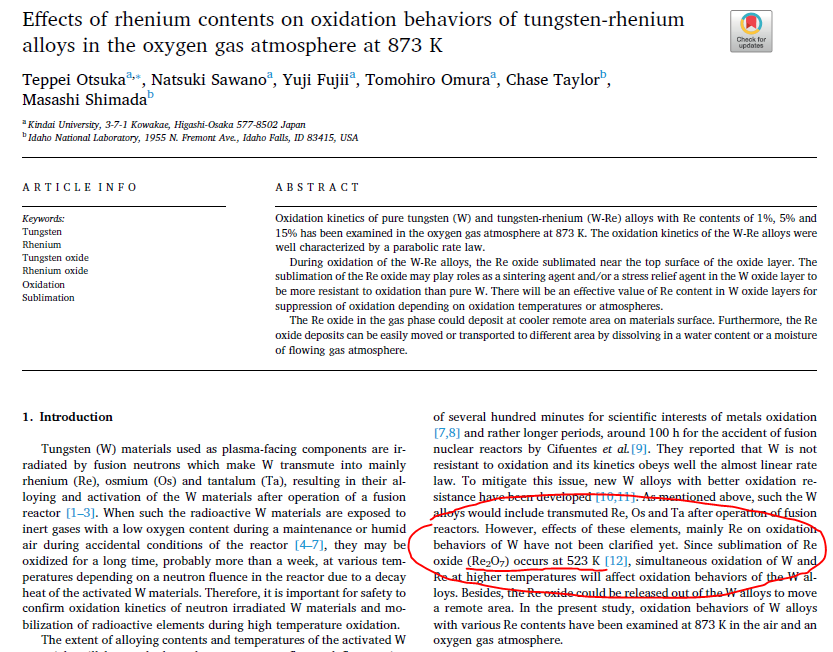 Effects of rhenium contents on oxidation behaviors of tungsten-rhenium
alloys in the oxygen gas atmosphere at 873 K
Check for
updates
Teppei Otsukaa,*, Natsuki Sawanoa, Yuji Fujiia, Tomohiro Omuraa, Chase Taylorb,
Masashi Shimadab
a Kindai University, 3-7-1 Kowakae, Higashi-Osaka 577-8502 Japan
b Idaho National Laboratory, 1955 N. Fremont Ave., Idaho Falls, ID 83415, USA
ARTICLE INFO
Keywords:
Tungsten
Rhenium
Tungsten oxide
Rhenium oxide
Oxidation
Sublimation
ABSTRACT
Oxidation kinetics of pure tungsten (W) and tungsten-rhenium (W-Re) alloys with Re contents of 1%, 5% and
15% has been examined in the oxygen gas atmosphere at 873 K. The oxidation kinetics of the W-Re alloys were
well characterized by a parabolic rate law.
During oxidation of the W-Re alloys, the Re oxide sublimated near the top surface of the oxide layer. The
sublimation of the Re oxide may play roles as a sintering agent and/or a stress relief agent in the W oxide layer to
be more resistant to oxidation than pure W. There will be an effective value of Re content in W oxide layers for
suppression of oxidation depending on oxidation temperatures or atmospheres.
The Re oxide in the gas phase could deposit at cooler remote area on materials surface. Furthermore, the Re
oxide deposits can be easily moved or transported to different area by dissolving in a water content or a moisture
of flowing gas atmosphere.
1. Introduction
Tungsten (W) materials used as plasma-facing components are ir-
radiated by fusion neutrons which make W transmute into mainly
rhenium (Re), osmium (Os) and tantalum (Ta), resulting in their al-
loying and activation of the W materials after operation of a fusion
reactor [1–3]. When such the radioactive W materials are exposed to
inert gases with a low oxygen content during a maintenance or humid
air during accidental conditions of the reactor [4–7], they may be
oxidized for a long time, probably more than a week, at various tem-
peratures depending on a neutron fluence in the reactor due to a decay
heat of the activated W materials. Therefore, it is important for safety to
confirm oxidation kinetics of neutron irradiated W materials and mo-
bilization of radioactive elements during high temperature oxidation.
The extent of alloying contents and temperatures of the activated W
of several hundred minutes for scientific interests of metals oxidation
[7,8] and rather longer periods, around 100 h for the accident of fusion
nuclear reactors by Cifuentes et al.[9]. They reported that W is not
resistant to oxidation and its kinetics obeys well the almost linear rate
law. To mitigate this issue, new W alloys with better oxidation re-
sistance have been developed [10,11]. As mentioned above, such the W
alloys would include transmuted Re, Os and Ta after operation of fusion
reactors. However, effects of these elements, mainly Re on oxidation
behaviors of W have not been clarified yet. Since sublimation of Re
oxide (Re2O7) occurs at 523 K [12], simultaneous oxidation of W and
Re at higher temperatures will affect oxidation behaviors of the W al-
loys. Besides, the Re oxide could be released out of the W alloys to move
a remote area. In the present study, oxidation behaviors of W alloys
with various Re contents have been examined at 873 K in the air and an
oxygen gas atmosphere.